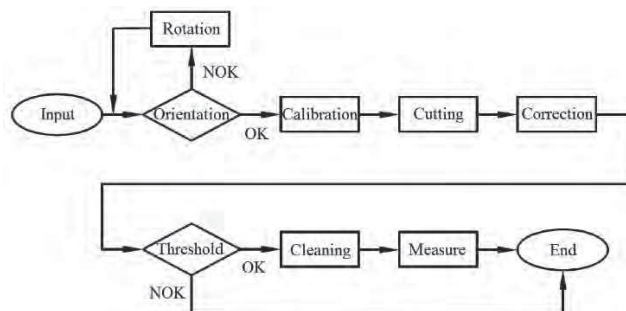 Rotation
NOK
Input
Orientation
OK
Calibration
Cutting
Correction
Threshold
OK
Cleaning
Measure
End
NOK